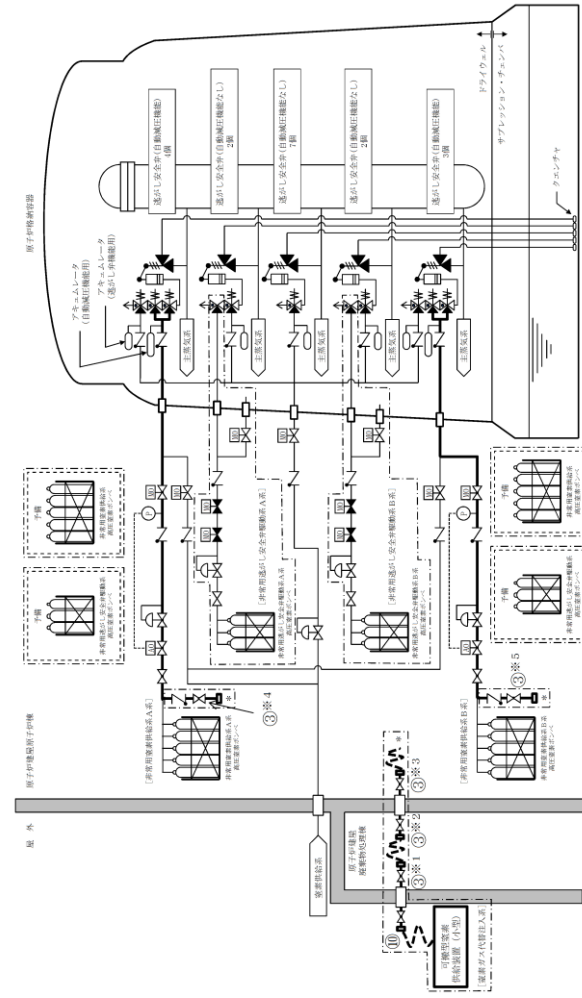 原子炉格納容器
アキュムレータ
(自動減圧機能用)
アキュムレータ
(逃がし弁機能用)
逃がし安全弁(自動減圧機能)
4個
逃がし安全弁(自動減圧機能なし)
2個
逃がし安全弁(自動減圧機能なし)
7個
逃がし安全弁(自動減圧機能なし)
2個
逃がし安全弁(自動減圧機能)
3個
ドライウェル
サプレッション・チェンバ
クエンチャ
主蒸気系
主蒸気系
主蒸気系
主蒸気系
主蒸気系
予備
非常用窒素供給系
高圧窒素ボンベ
予備
非常用逃がし安全弁駆動系
高圧窒素ボンベ
MO
MO
P
AO
MO
MO
MO
[非常用逃がし安全弁駆動系A系]
非常用逃がし安全弁駆動系A系
高圧窒素ボンベ
MO
MO
MO
[非常用逃がし安全弁駆動系B系]
非常用逃がし安全弁駆動系B系
高圧窒素ボンベ
MO
MO
P
AO
予備
非常用窒素供給系
高圧窒素ボンベ
予備
非常用逃がし安全弁駆動系
高圧窒素ボンベ
原子炉建屋原子炉棟
[非常用窒素供給系A系]
非常用窒素供給系A系
高圧窒素ボンベ
*
③※4
[非常用窒素供給系B系]
非常用窒素供給系B系
高圧窒素ボンベ
*
③※5
屋 外
窒素供給系
原子炉建屋
廃棄物処理棟
*
③※1
③※2
③※3
⑩
可搬型窒素
供給装置(小型)
[窒素ガス代替注入系]